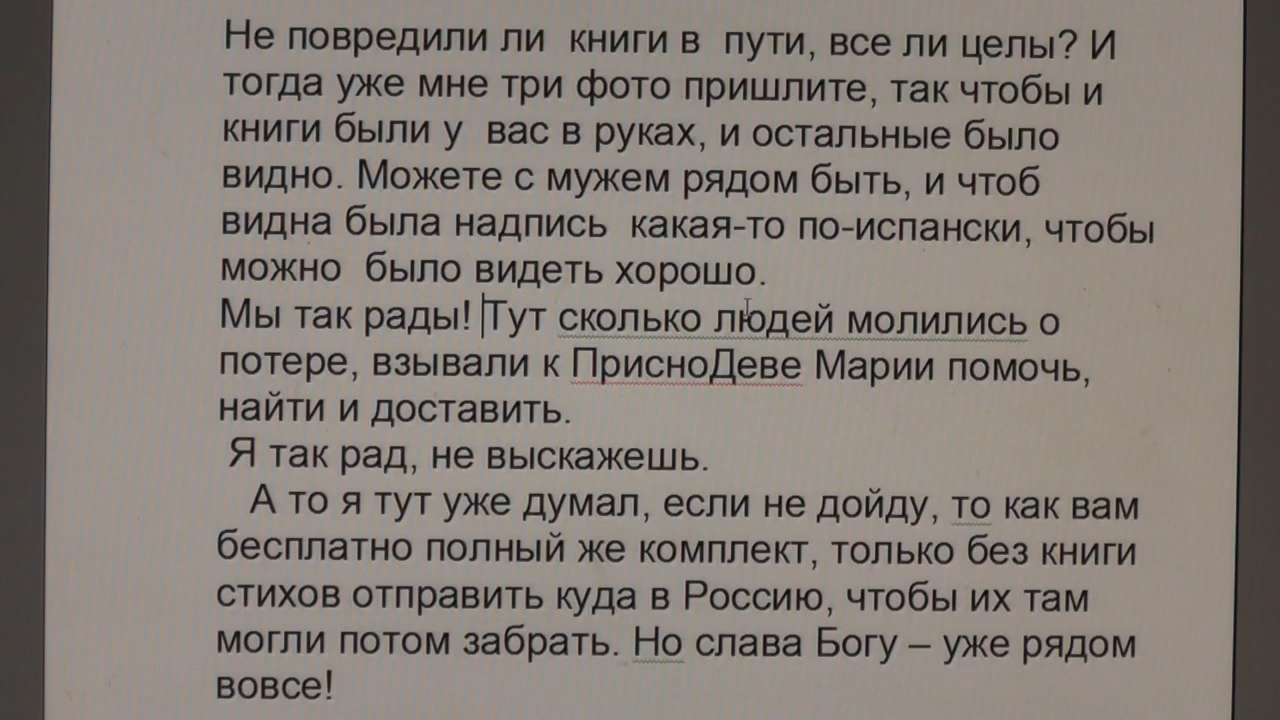 Не повредили ли книги в пути, все ли целы? И
тогда уже мне три фото пришлите, так чтобы и
книги были у вас в руках, и остальные было
видно. Можете с мужем рядом быть, и чтоб
видна была надпись какая-то по-испански, чтобы
можно было видеть хорошо.
Мы так рады! Тут сколько людей молились о
потере, взывали к ПрисноДеве Марии помочь,
найти и доставить.
Я так рад, не выскажешь.
А то я тут уже думал, если не дойду, то как вам
бесплатно полный же комплект, только без книги
стихов отправить куда в Россию, чтобы их там
могли потом забрать. Но слава Богу – уже рядом
вовсе!